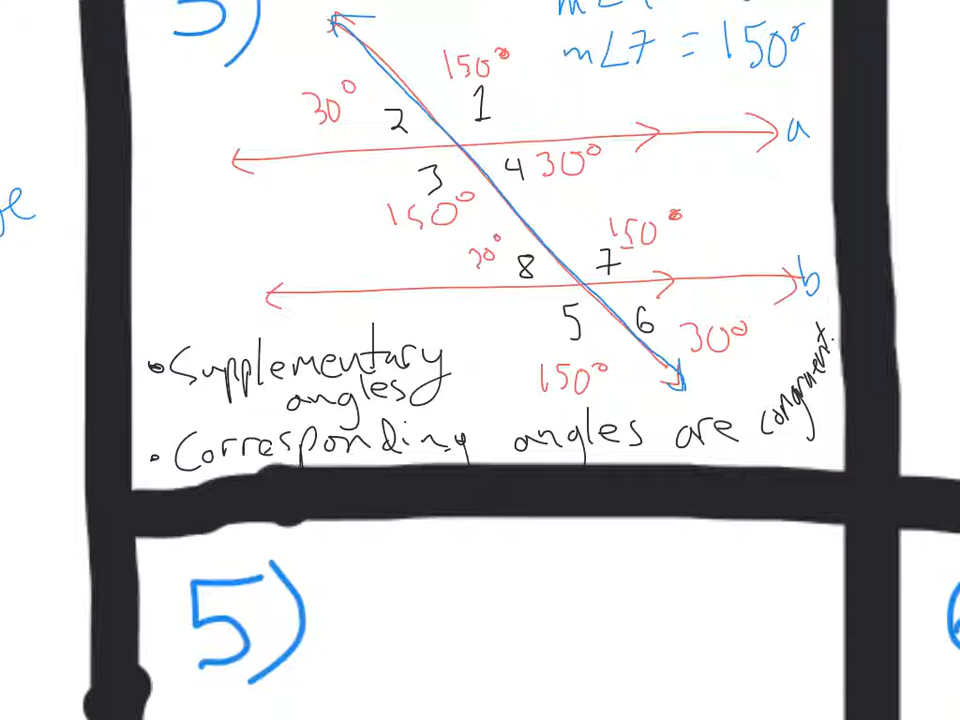 m∠7 = 150°
150°
30°
2
1
a
3
4 30°
150°
150°
30°
8
7
b
5
6
30°
150°
• Supplementary
angles
• Corresponding angles are congruent.
5)